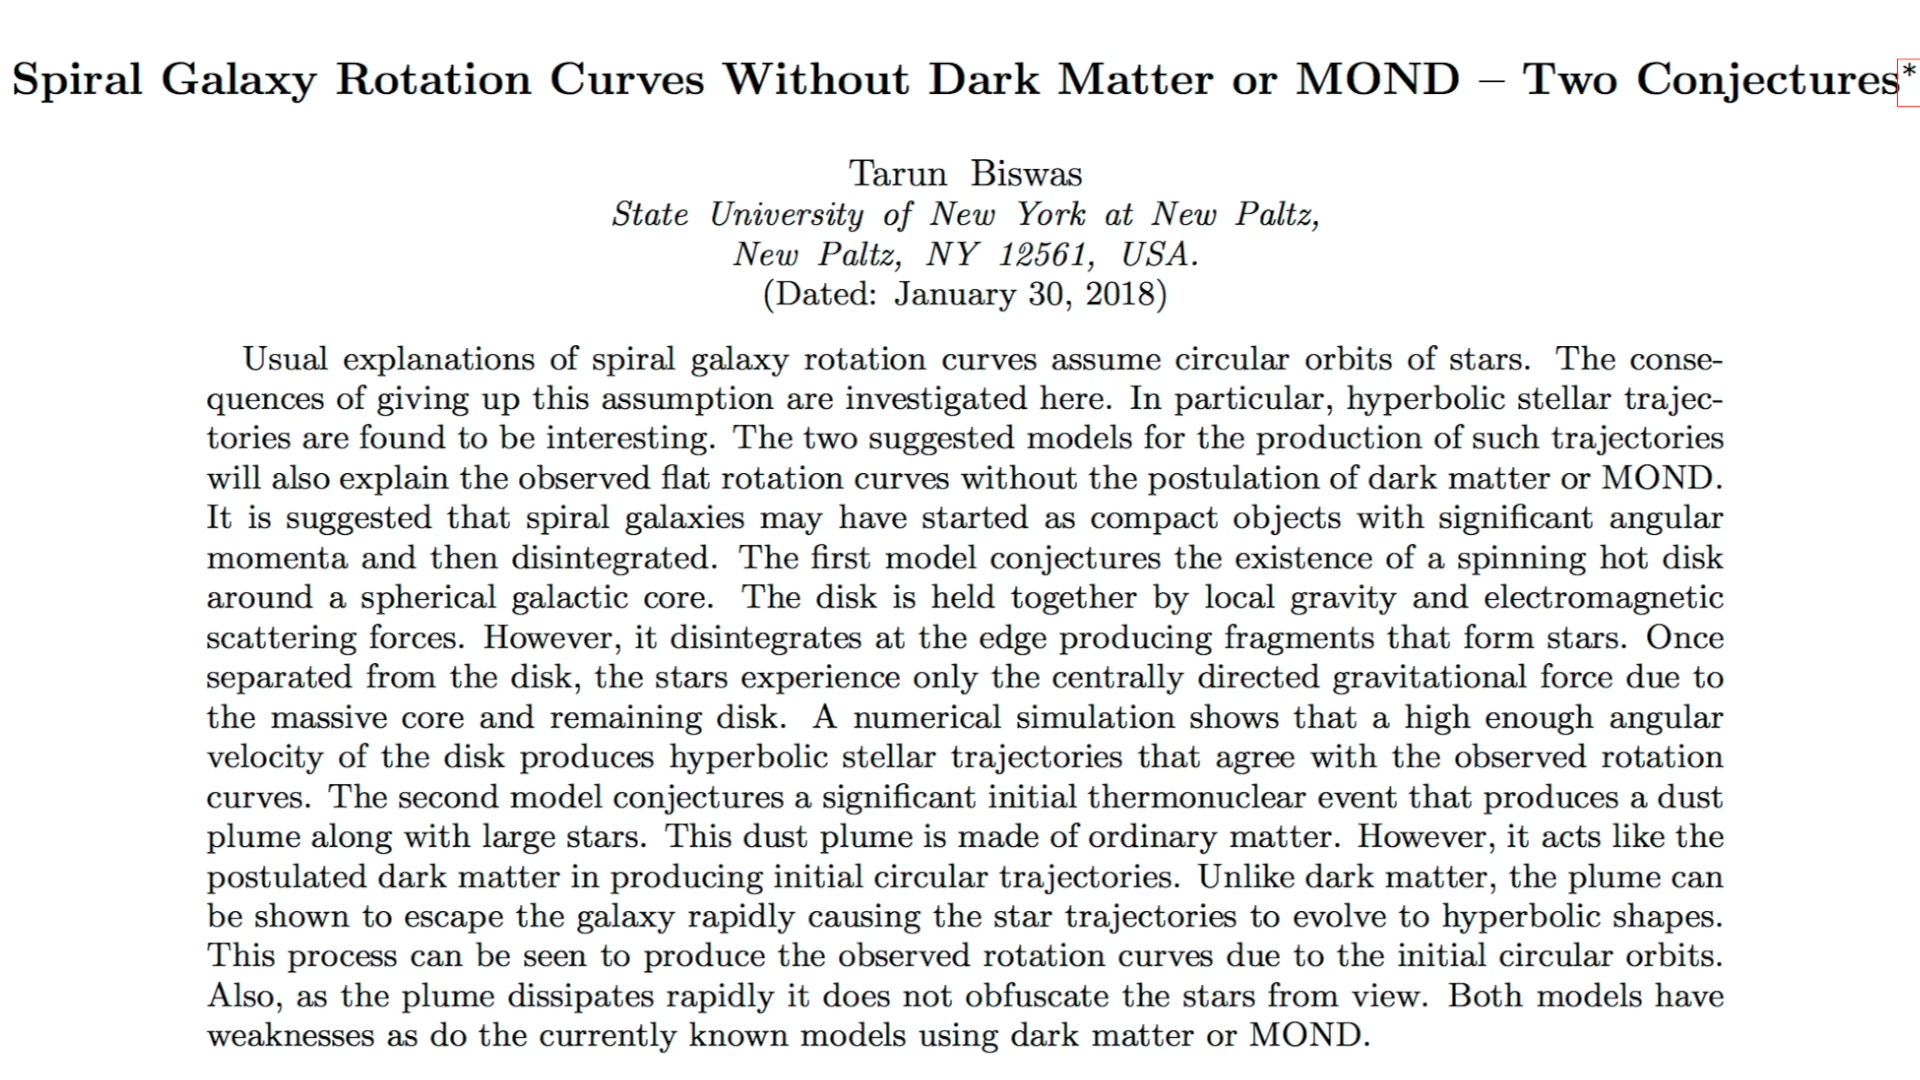 Spiral Galaxy Rotation Curves Without Dark Matter or MOND – Two Conjectures*
Tarun Biswas
State University of New York at New Paltz,
New Paltz, NY 12561, USA.
(Dated: January 30, 2018)
Usual explanations of spiral galaxy rotation curves assume circular orbits of stars. The conse-
quences of giving up this assumption are investigated here. In particular, hyperbolic stellar trajec-
tories are found to be interesting. The two suggested models for the production of such trajectories
will also explain the observed flat rotation curves without the postulation of dark matter or MOND.
It is suggested that spiral galaxies may have started as compact objects with significant angular
momenta and then disintegrated. The first model conjectures the existence of a spinning hot disk
around a spherical galactic core. The disk is held together by local gravity and electromagnetic
scattering forces. However, it disintegrates at the edge producing fragments that form stars. Once
separated from the disk, the stars experience only the centrally directed gravitational force due to
the massive core and remaining disk. A numerical simulation shows that a high enough angular
velocity of the disk produces hyperbolic stellar trajectories that agree with the observed rotation
curves. The second model conjectures a significant initial thermonuclear event that produces a dust
plume along with large stars. This dust plume is made of ordinary matter. However, it acts like the
postulated dark matter in producing initial circular trajectories. Unlike dark matter, the plume can
be shown to escape the galaxy rapidly causing the star trajectories to evolve to hyperbolic shapes.
This process can be seen to produce the observed rotation curves due to the initial circular orbits.
Also, as the plume dissipates rapidly it does not obfuscate the stars from view. Both models have
weaknesses as do the currently known models using dark matter or MOND.